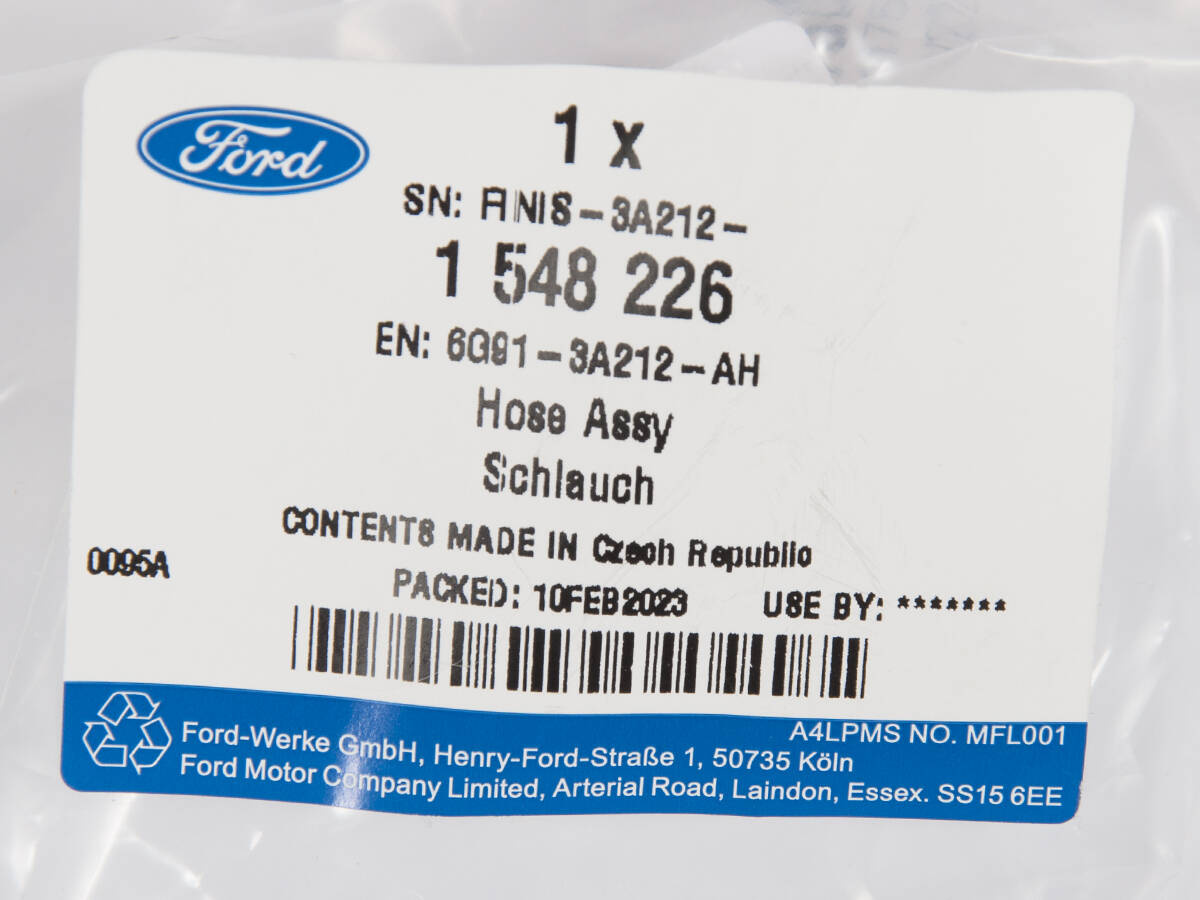 Ford
1 x
SN: FINIS-3A212-
1 548 226
EN: 6G91-3A212-AH
Hose Assy
Schlauch
CONTENTS MADE IN Czech Republic
0095A
PACKED: 10FEB2023 USE BY: *******
A4LPMS NO. MFL001
Ford-Werke GmbH, Henry-Ford-Straße 1, 50735 Köln
Ford Motor Company Limited, Arterial Road, Laindon, Essex. SS15 6EE